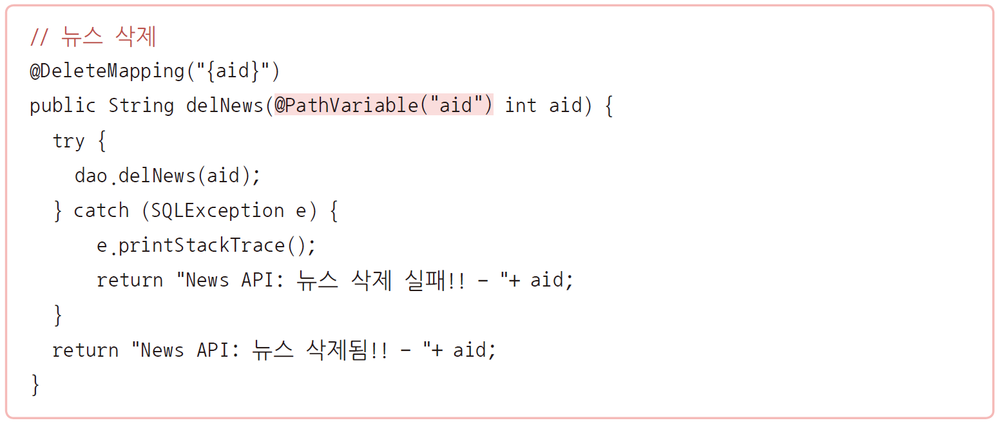 // 뉴스 삭제
@DeleteMapping("{aid}")
public String delNews(@PathVariable("aid") int aid) {
try {
dao.delNews(aid);
} catch (SQLException e) {
e.printStackTrace();
return "News API: 뉴스 삭제 실패!! – "+ aid;
}
return "News API: 뉴스 삭제됨!! – "+ aid;
}